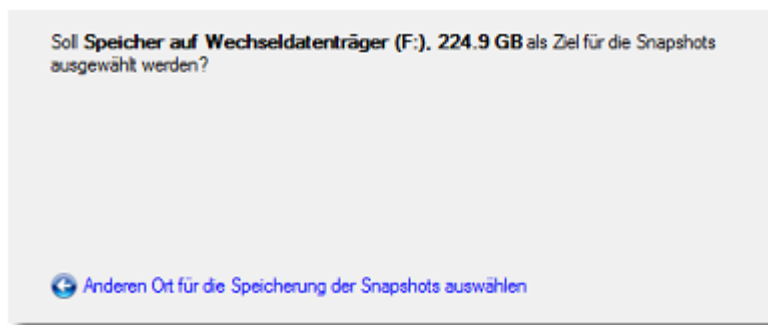 Soll Speicher auf Wechseldatenträger (F:), 224.9 GB als Ziel für die Snapshots
ausgewählt werden?
Anderen Ort für die Speicherung der Snapshots auswählen